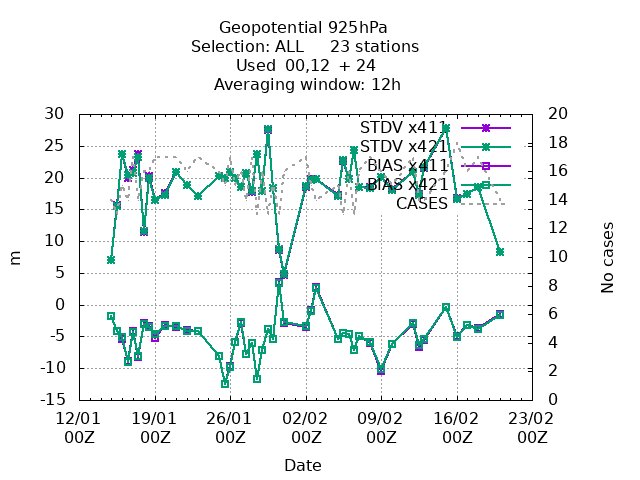 Geopotential 925hPa
Selection: ALL 23 stations
Used 00,12 + 24
Averaging window: 12h
30
25
20
15
10
5
0
-5
-10
-15
m
20
18
16
14
12
10
8
6
4
2
0
No cases
STDV x411
STDV x421
BIAS x411
BIAS x421
CASES
12/01 19/01 26/01 02/02 09/02 16/02 23/02
00Z 00Z 00Z 00Z 00Z 00Z 00Z
Date